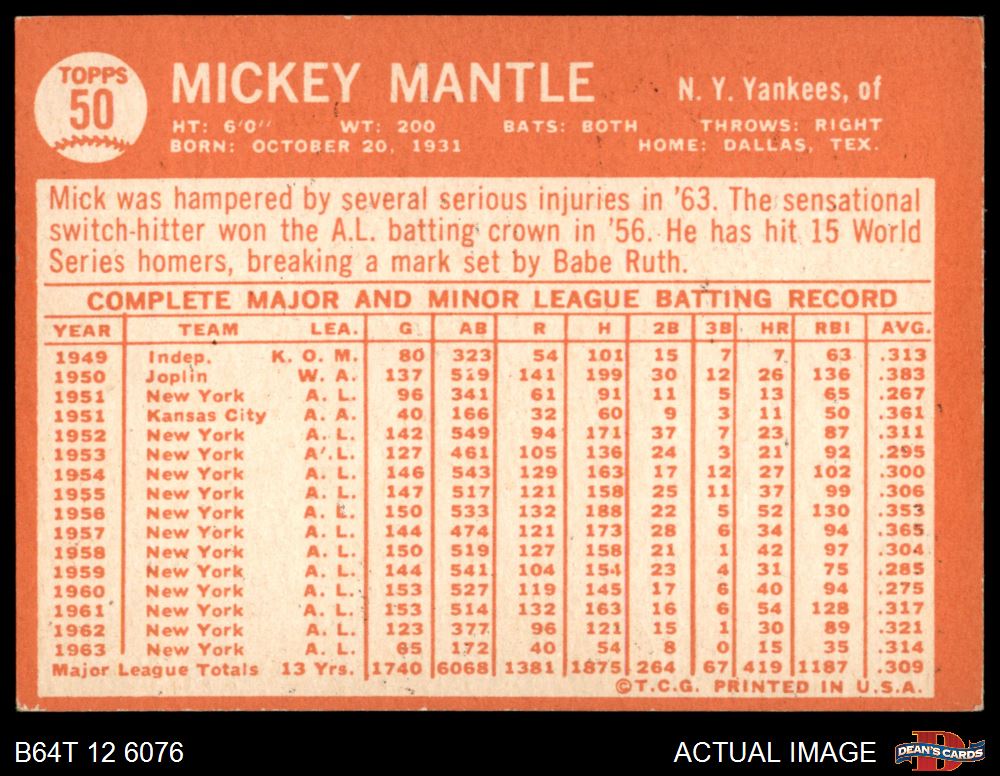 TOPPS
50
MICKEY MANTLE N. Y. Yankees, of
HT: 6'0" WT: 200 BATS: BOTH THROWS: RIGHT
BORN: OCTOBER 20, 1931 HOME: DALLAS, TEX.
Mick was hampered by several serious injuries in '63. The sensational
switch-hitter won the A.L. batting crown in '56. He has hit 15 World
Series homers, breaking a mark set by Babe Ruth.
COMPLETE MAJOR AND MINOR LEAGUE BATTING RECORD
YEAR TEAM LEA. G AB R H 2B 3B HR RBI AVG.
1949 Indep. K. O. M. 80 323 54 101 15 7 7 63 .313
1950 Joplin W. A. 137 519 141 199 30 12 26 136 .383
1951 New York A. L. 96 341 61 91 11 5 13 65 .267
1951 Kansas City A. A. 40 166 32 60 9 3 11 50 .361
1952 New York A. L. 142 549 94 171 37 7 23 87 .311
1953 New York A. L. 127 461 105 136 24 3 21 92 .295
1954 New York A. L. 146 543 129 163 17 12 27 102 .300
1955 New York A. L. 147 517 121 158 25 11 37 99 .306
1956 New York A. L. 150 533 132 188 22 5 52 130 .353
1957 New York A. L. 144 474 121 173 28 6 34 94 .365
1958 New York A. L. 150 519 127 158 21 1 42 97 .304
1959 New York A. L. 144 541 104 154 23 4 31 75 .285
1960 New York A. L. 153 527 119 145 17 6 40 94 .275
1961 New York A. L. 153 514 132 163 16 6 54 128 .317
1962 New York A. L. 123 377 96 121 15 1 30 89 .321
1963 New York A. L. 65 172 40 54 8 0 15 35 .314
Major League Totals 13 Yrs. 1740 6068 1381 1875 264 67 419 1187 .309
©T.C.G. PRINTED IN U.S.A.
B64T 12 6076 ACTUAL IMAGE DEAN'S CARDS